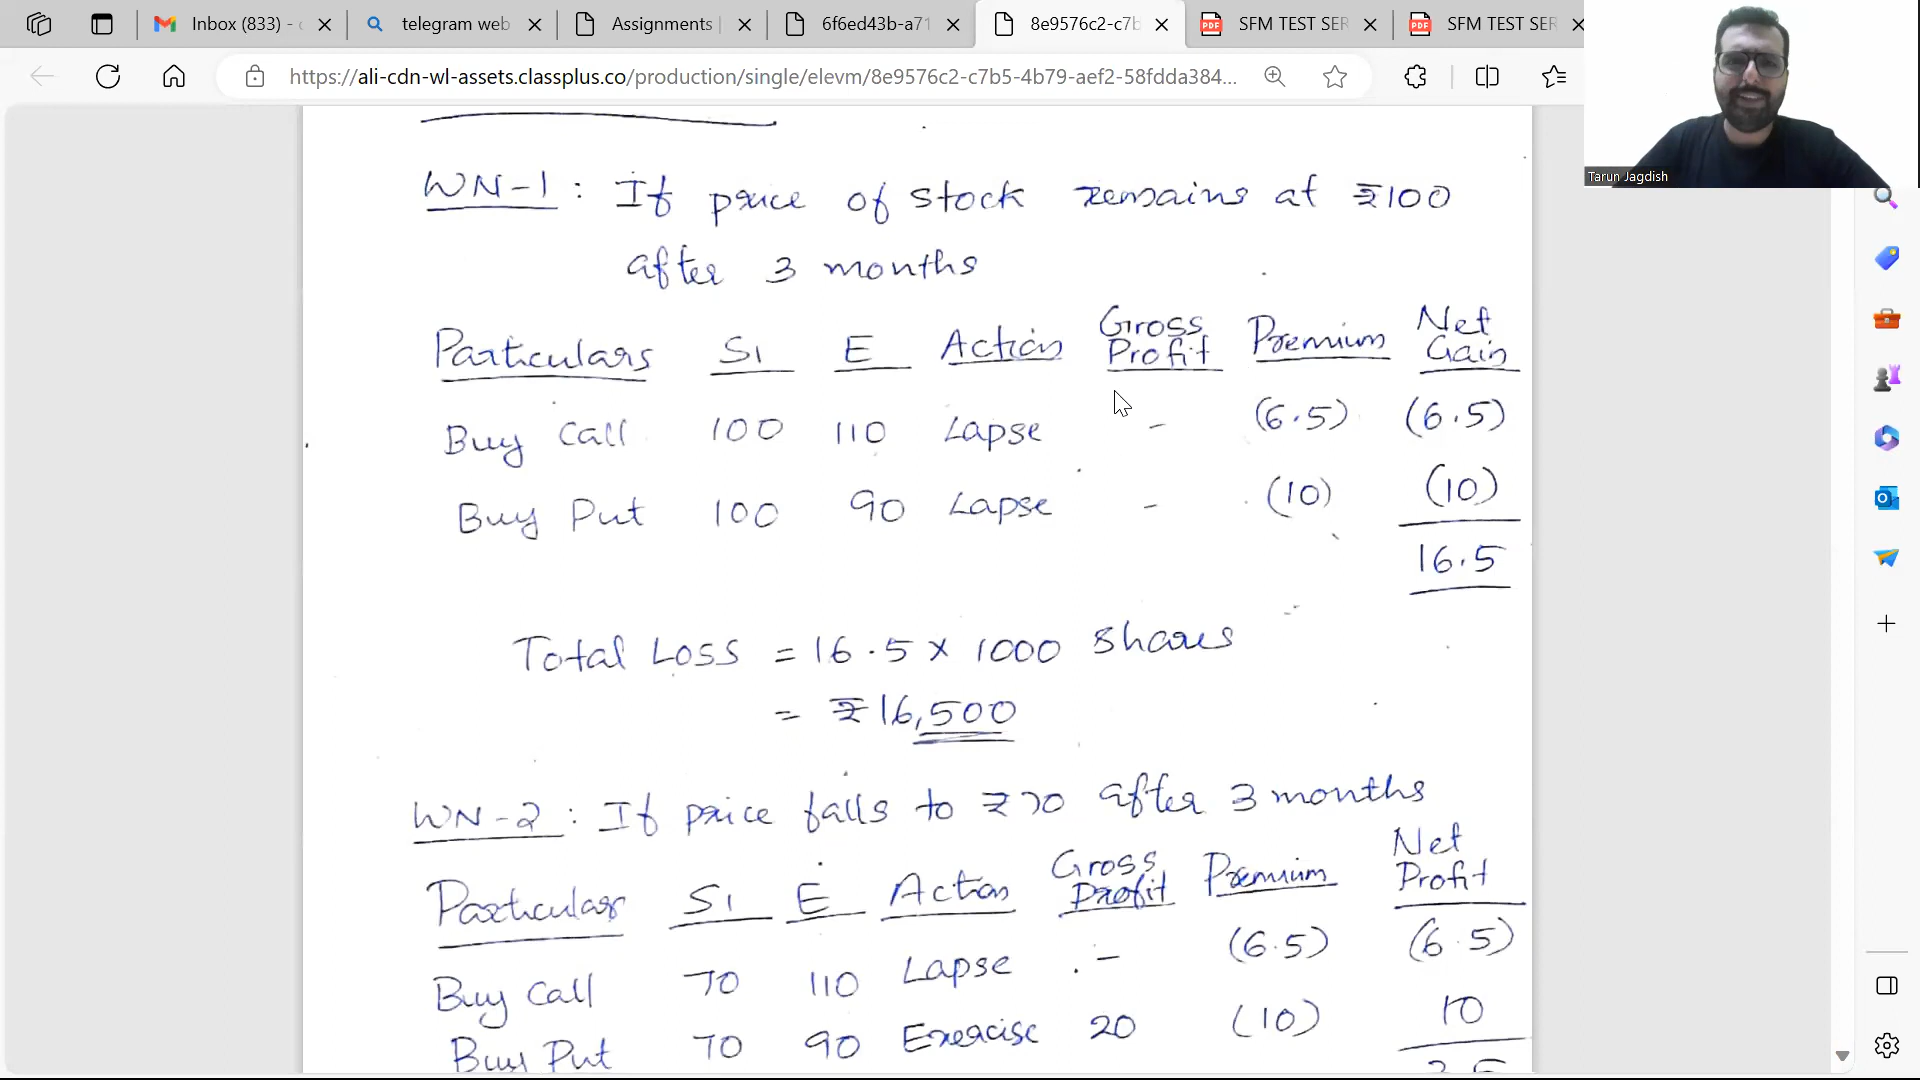 Inbox (833) - c
telegram web
Assignments
6f6ed43b-a71
8e9576c2-c7b
SFM TEST SER
SFM TEST SER
https://ali-cdn-wl-assets.classplus.co/production/single/elevm/8e9576c2-c7b5-4b79-aef2-58fdda384...
Tarun Jagdish
WN-1 : If price of stock remains at ₹100
after 3 months
Particulars S1 E Action Gross Profit Premium Net Gain
Buy Call 100 110 Lapse - (6.5) (6.5)
Buy Put 100 90 Lapse - (10) (10)
16.5
Total Loss = 16.5 × 1000 Shares
= ₹16,500
WN-2 : If price falls to ₹70 after 3 months
Particulars S1 E Action Gross Profit Premium Net Profit
Buy Call 70 110 Lapse - (6.5) (6.5)
Buy Put 70 90 Exercise 20 (10) 10